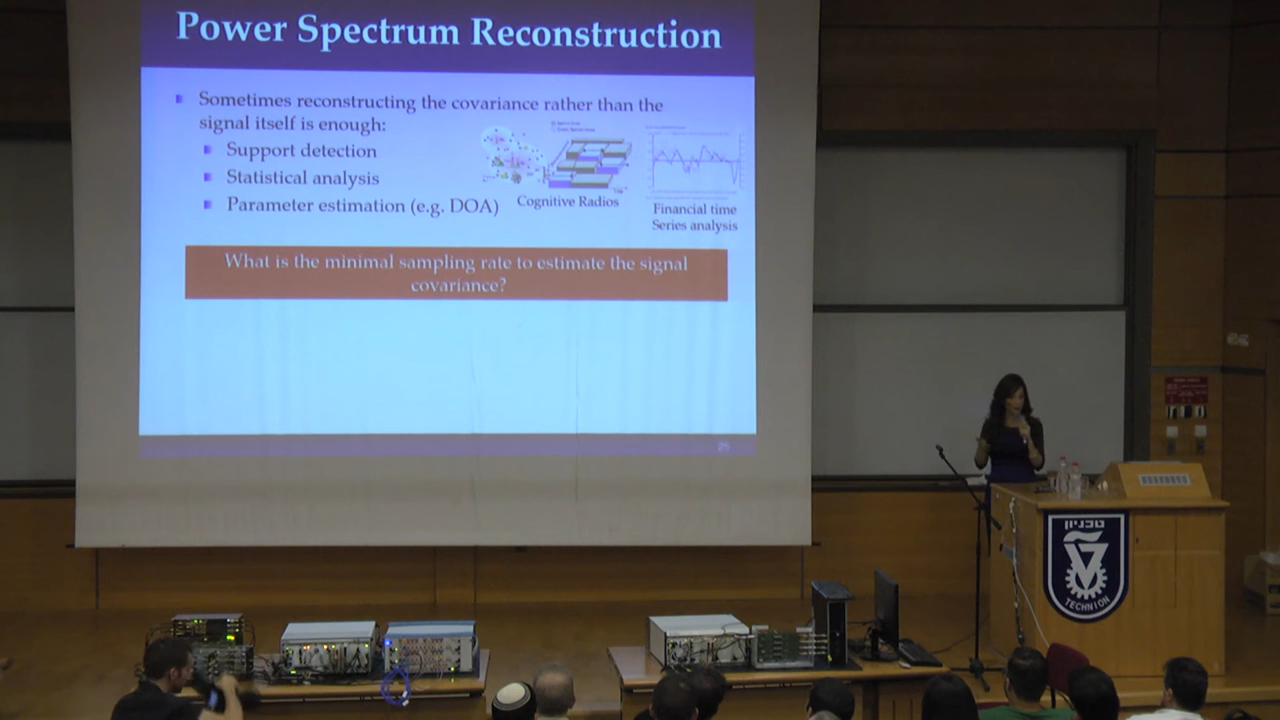 Power Spectrum Reconstruction
Sometimes reconstructing the covariance rather than the
signal itself is enough:
Support detection
Statistical analysis
Parameter estimation (e.g. DOA)
Cognitive Radios
Financial time
Series analysis
What is the minimal sampling rate to estimate the signal
covariance?
25
טכניון
TECHNION